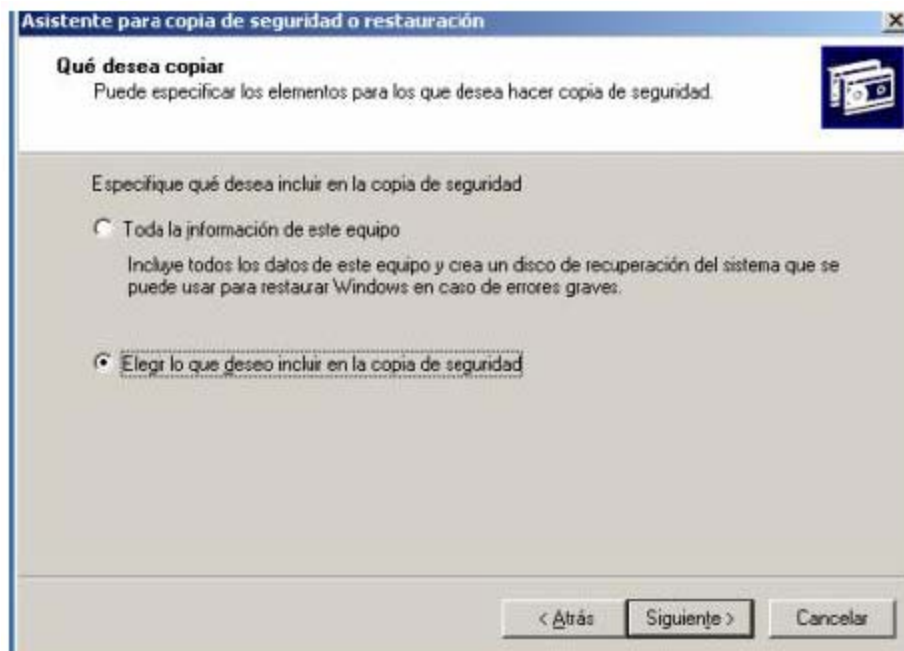 Asistente para copia de seguridad o restauración
Qué desea copiar
Puede especificar los elementos para los que desea hacer copia de seguridad.
Especifique qué desea incluir en la copia de seguridad
Toda la información de este equipo
Incluye todos los datos de este equipo y crea un disco de recuperación del sistema que se
puede usar para restaurar Windows en caso de errores graves.
Elegir lo que deseo incluir en la copia de seguridad
< Atrás
Siguiente >
Cancelar